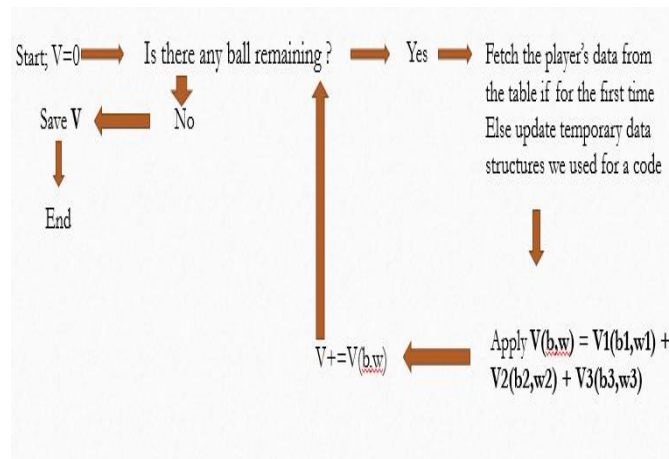 Start; V=0
Is there any ball remaining ?
Yes
Fetch the player's data from
the table if for the first time
Else update temporary data
structures we used for a code
Save V
No
End
Apply V(b,w) = V1(b1,w1) +
V2(b2,w2) + V3(b3,w3)
V+=V(b.w)